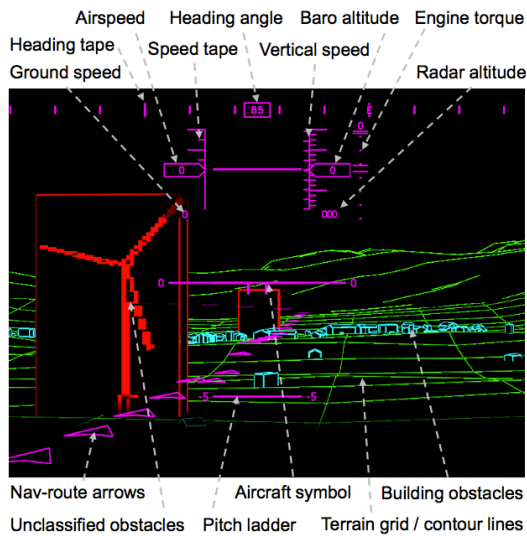 Airspeed Heading angle Baro altitude Engine torque
Heading tape Speed tape Vertical speed
Ground speed Radar altitude
85 E
0
0 0
0 000
0 0
-5 -5
Nav-route arrows Aircraft symbol Building obstacles
Unclassified obstacles Pitch ladder Terrain grid / contour lines